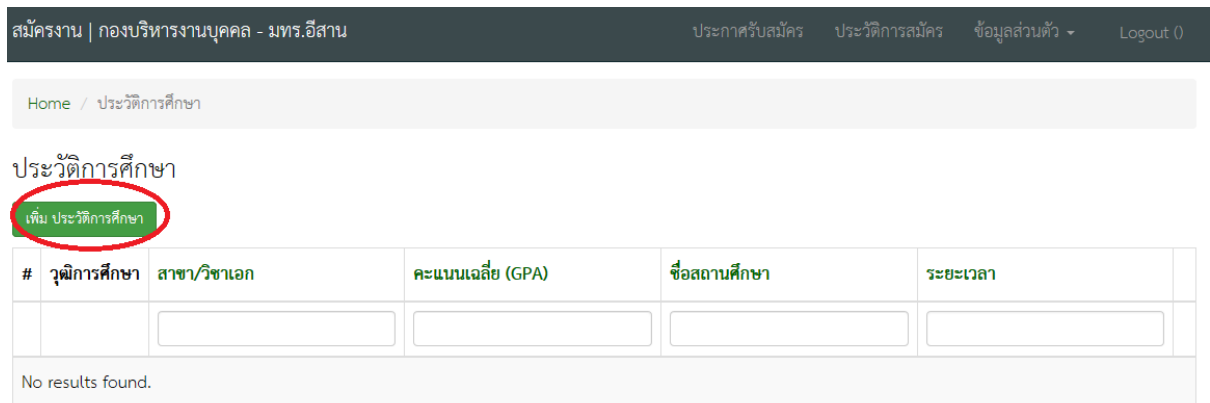 สมัครงาน | กองบริหารงานบุคคล - มทร.อีสาน ประกาศรับสมัคร ประวัติการสมัคร ข้อมูลส่วนตัว Logout ()
Home / ประวัติการศึกษา
ประวัติการศึกษา
เพิ่ม ประวัติการศึกษา
# วุฒิการศึกษา สาขา/วิชาเอก คะแนนเฉลี่ย (GPA) ชื่อสถานศึกษา ระยะเวลา
No results found.